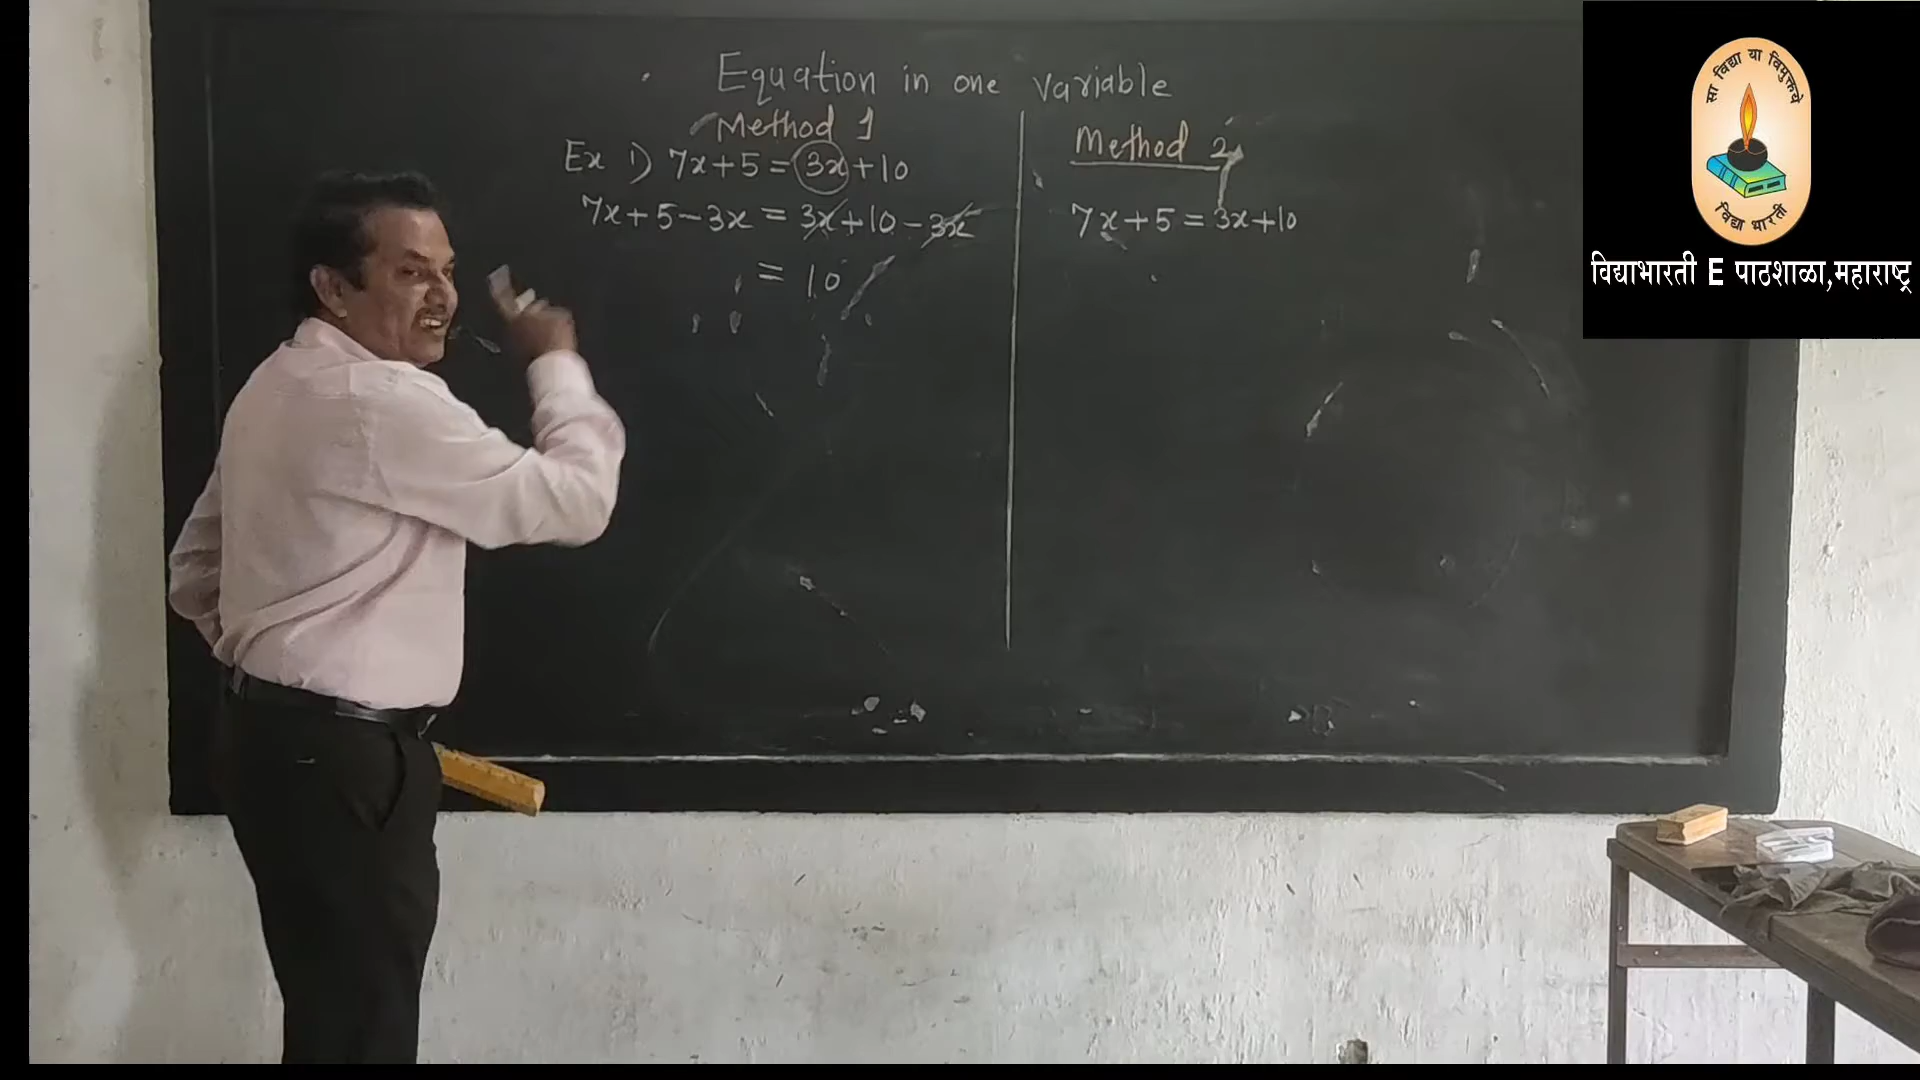 Equation in one variable
Method 1
Ex 1) 7x+5=3x+10
7x+5-3x=3x+10-3x
=10
Method 2
7x+5=3x+10
सा विद्या या विमुक्तये
विद्या भारती
विद्याभारती E पाठशाळा,महाराष्ट्र